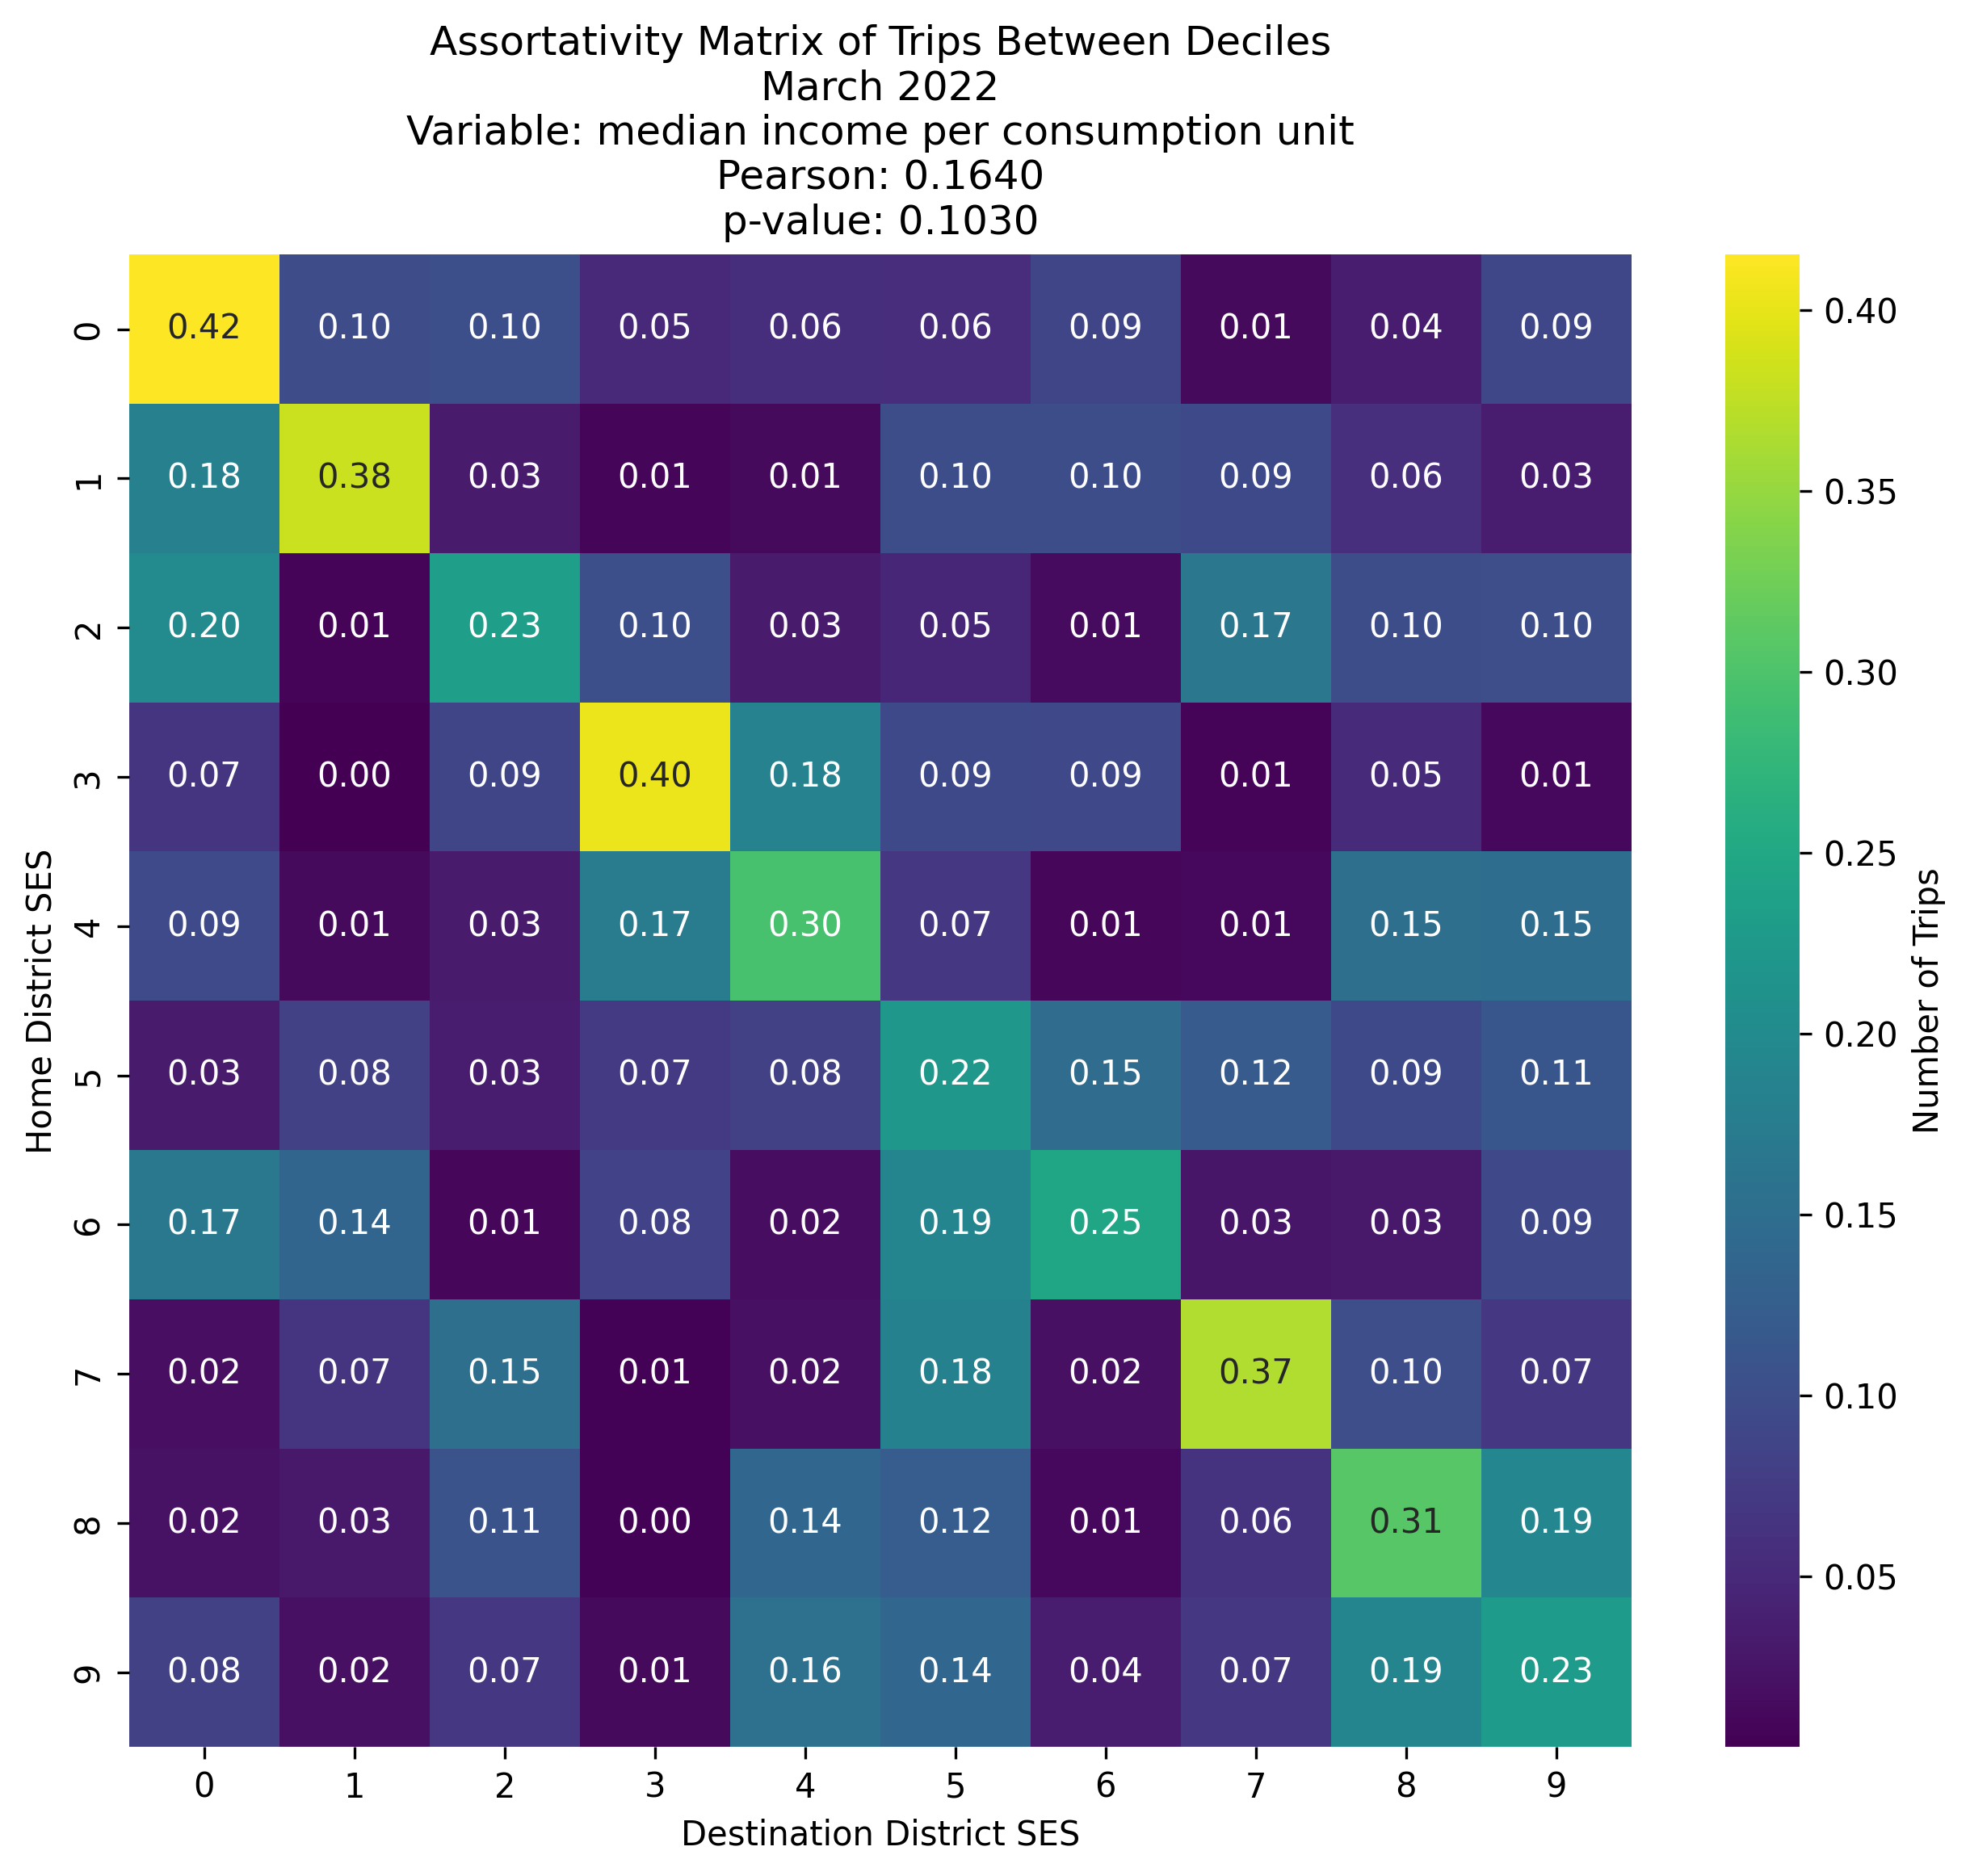 Assortativity Matrix of Trips Between Deciles
March 2022
Variable: median income per consumption unit
Pearson: 0.1640
p-value: 0.1030
0 0.42 0.10 0.10 0.05 0.06 0.06 0.09 0.01 0.04 0.09
1 0.18 0.38 0.03 0.01 0.01 0.10 0.10 0.09 0.06 0.03
2 0.20 0.01 0.23 0.10 0.03 0.05 0.01 0.17 0.10 0.10
3 0.07 0.00 0.09 0.40 0.18 0.09 0.09 0.01 0.05 0.01
4 0.09 0.01 0.03 0.17 0.30 0.07 0.01 0.01 0.15 0.15
5 0.03 0.08 0.03 0.07 0.08 0.22 0.15 0.12 0.09 0.11
6 0.17 0.14 0.01 0.08 0.02 0.19 0.25 0.03 0.03 0.09
7 0.02 0.07 0.15 0.01 0.02 0.18 0.02 0.37 0.10 0.07
8 0.02 0.03 0.11 0.00 0.14 0.12 0.01 0.06 0.31 0.19
9 0.08 0.02 0.07 0.01 0.16 0.14 0.04 0.07 0.19 0.23
0 1 2 3 4 5 6 7 8 9
Destination District SES
Home District SES
0.40
0.35
0.30
0.25
0.20
0.15
0.10
0.05
Number of Trips